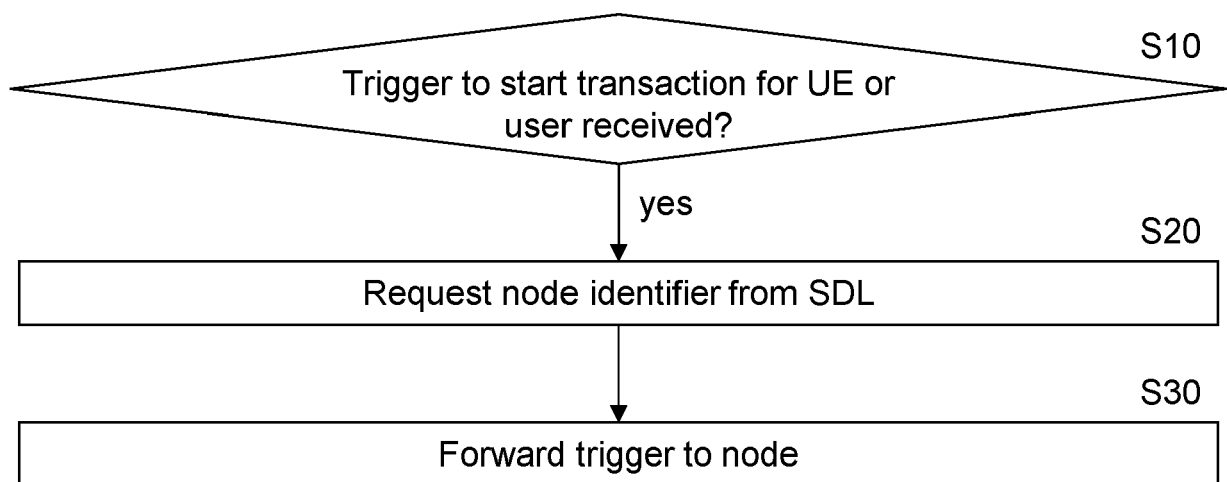 S10
Trigger to start transaction for UE or
user received?
yes
S20
Request node identifier from SDL
S30
Forward trigger to node